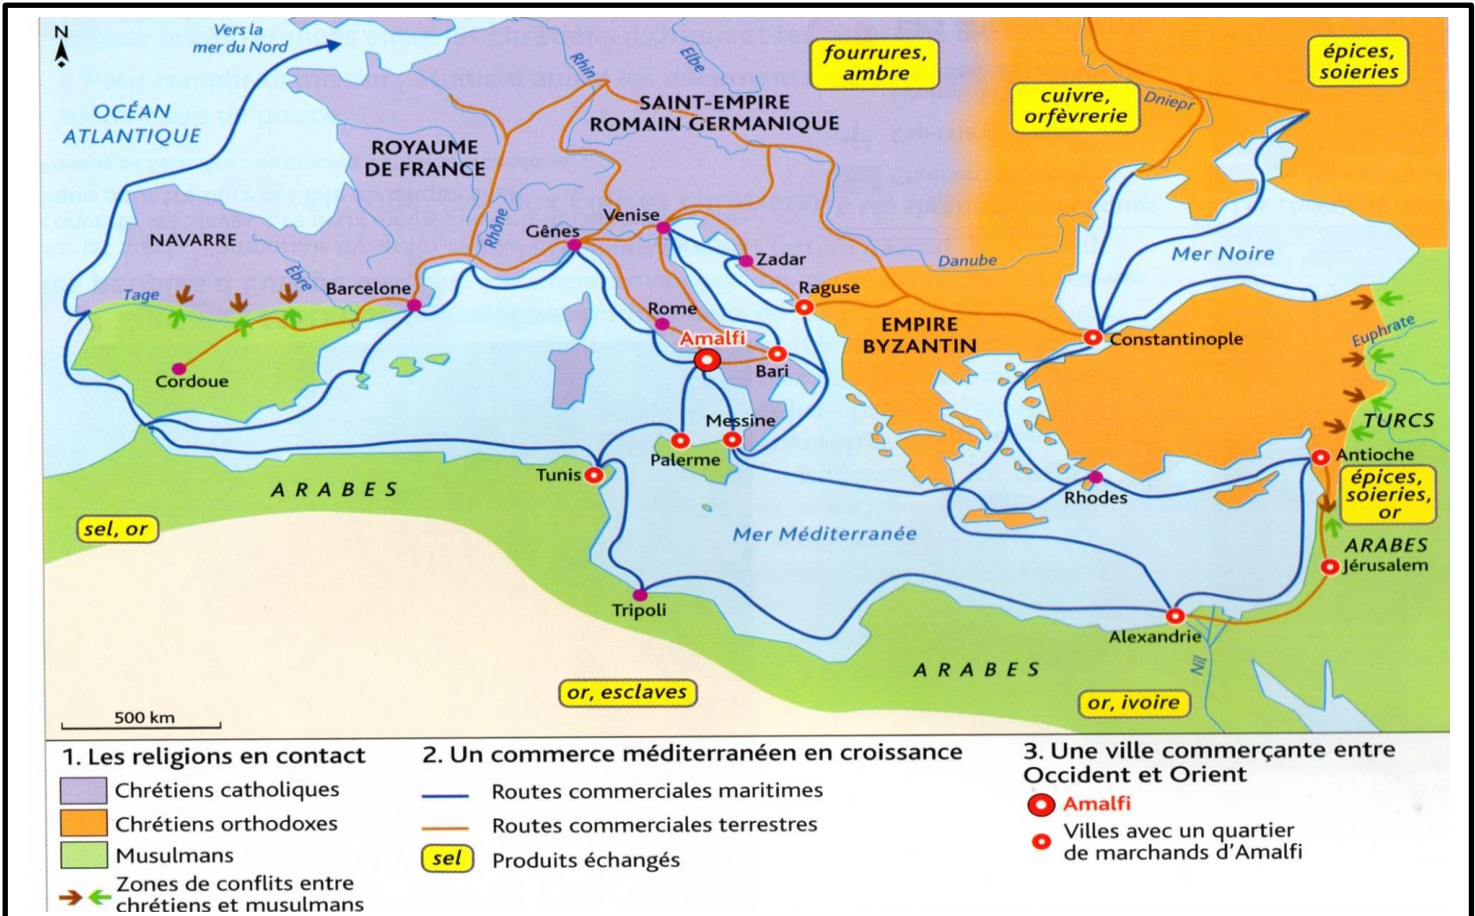 N
Vers la
mer du Nord
OCÉAN
ATLANTIQUE
Rhin
Elbe
fourrures,
ambre
épices,
soieries
cuivre,
orfèvrerie
Dniepr
SAINT-EMPIRE
ROMAIN GERMANIQUE
ROYAUME
DE FRANCE
NAVARRE
Rhône
Venise
Gênes
Zadar
Danube
Mer Noire
Tage
Èbre
Barcelone
Raguse
Rome
Amalfi
Bari
EMPIRE
BYZANTIN
Constantinople
Euphrate
Cordoue
Messine
Palerme
TURCS
Antioche
Tunis
ARABES
Rhodes
épices,
soieries,
or
sel, or
Mer Méditerranée
ARABES
Jérusalem
Tripoli
Alexandrie
ARABES
Nil
or, esclaves
or, ivoire
500 km
1. Les religions en contact
Chrétiens catholiques
Chrétiens orthodoxes
Musulmans
Zones de conflits entre
chrétiens et musulmans
2. Un commerce méditerranéen en croissance
Routes commerciales maritimes
Routes commerciales terrestres
sel
Produits échangés
3. Une ville commerçante entre
Occident et Orient
Amalfi
Villes avec un quartier
de marchands d'Amalfi